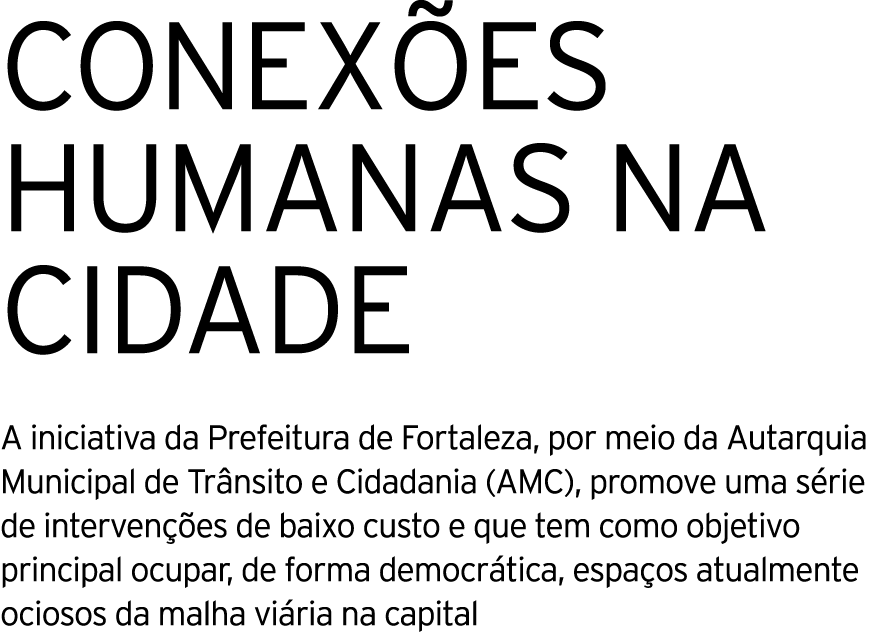 CONEXÕES
HUMANAS NA
CIDADE
A iniciativa da Prefeitura de Fortaleza, por meio da Autarquia
Municipal de Trânsito e Cidadania (AMC), promove uma série
de intervenções de baixo custo e que tem como objetivo
principal ocupar, de forma democrática, espaços atualmente
ociosos da malha viária na capital